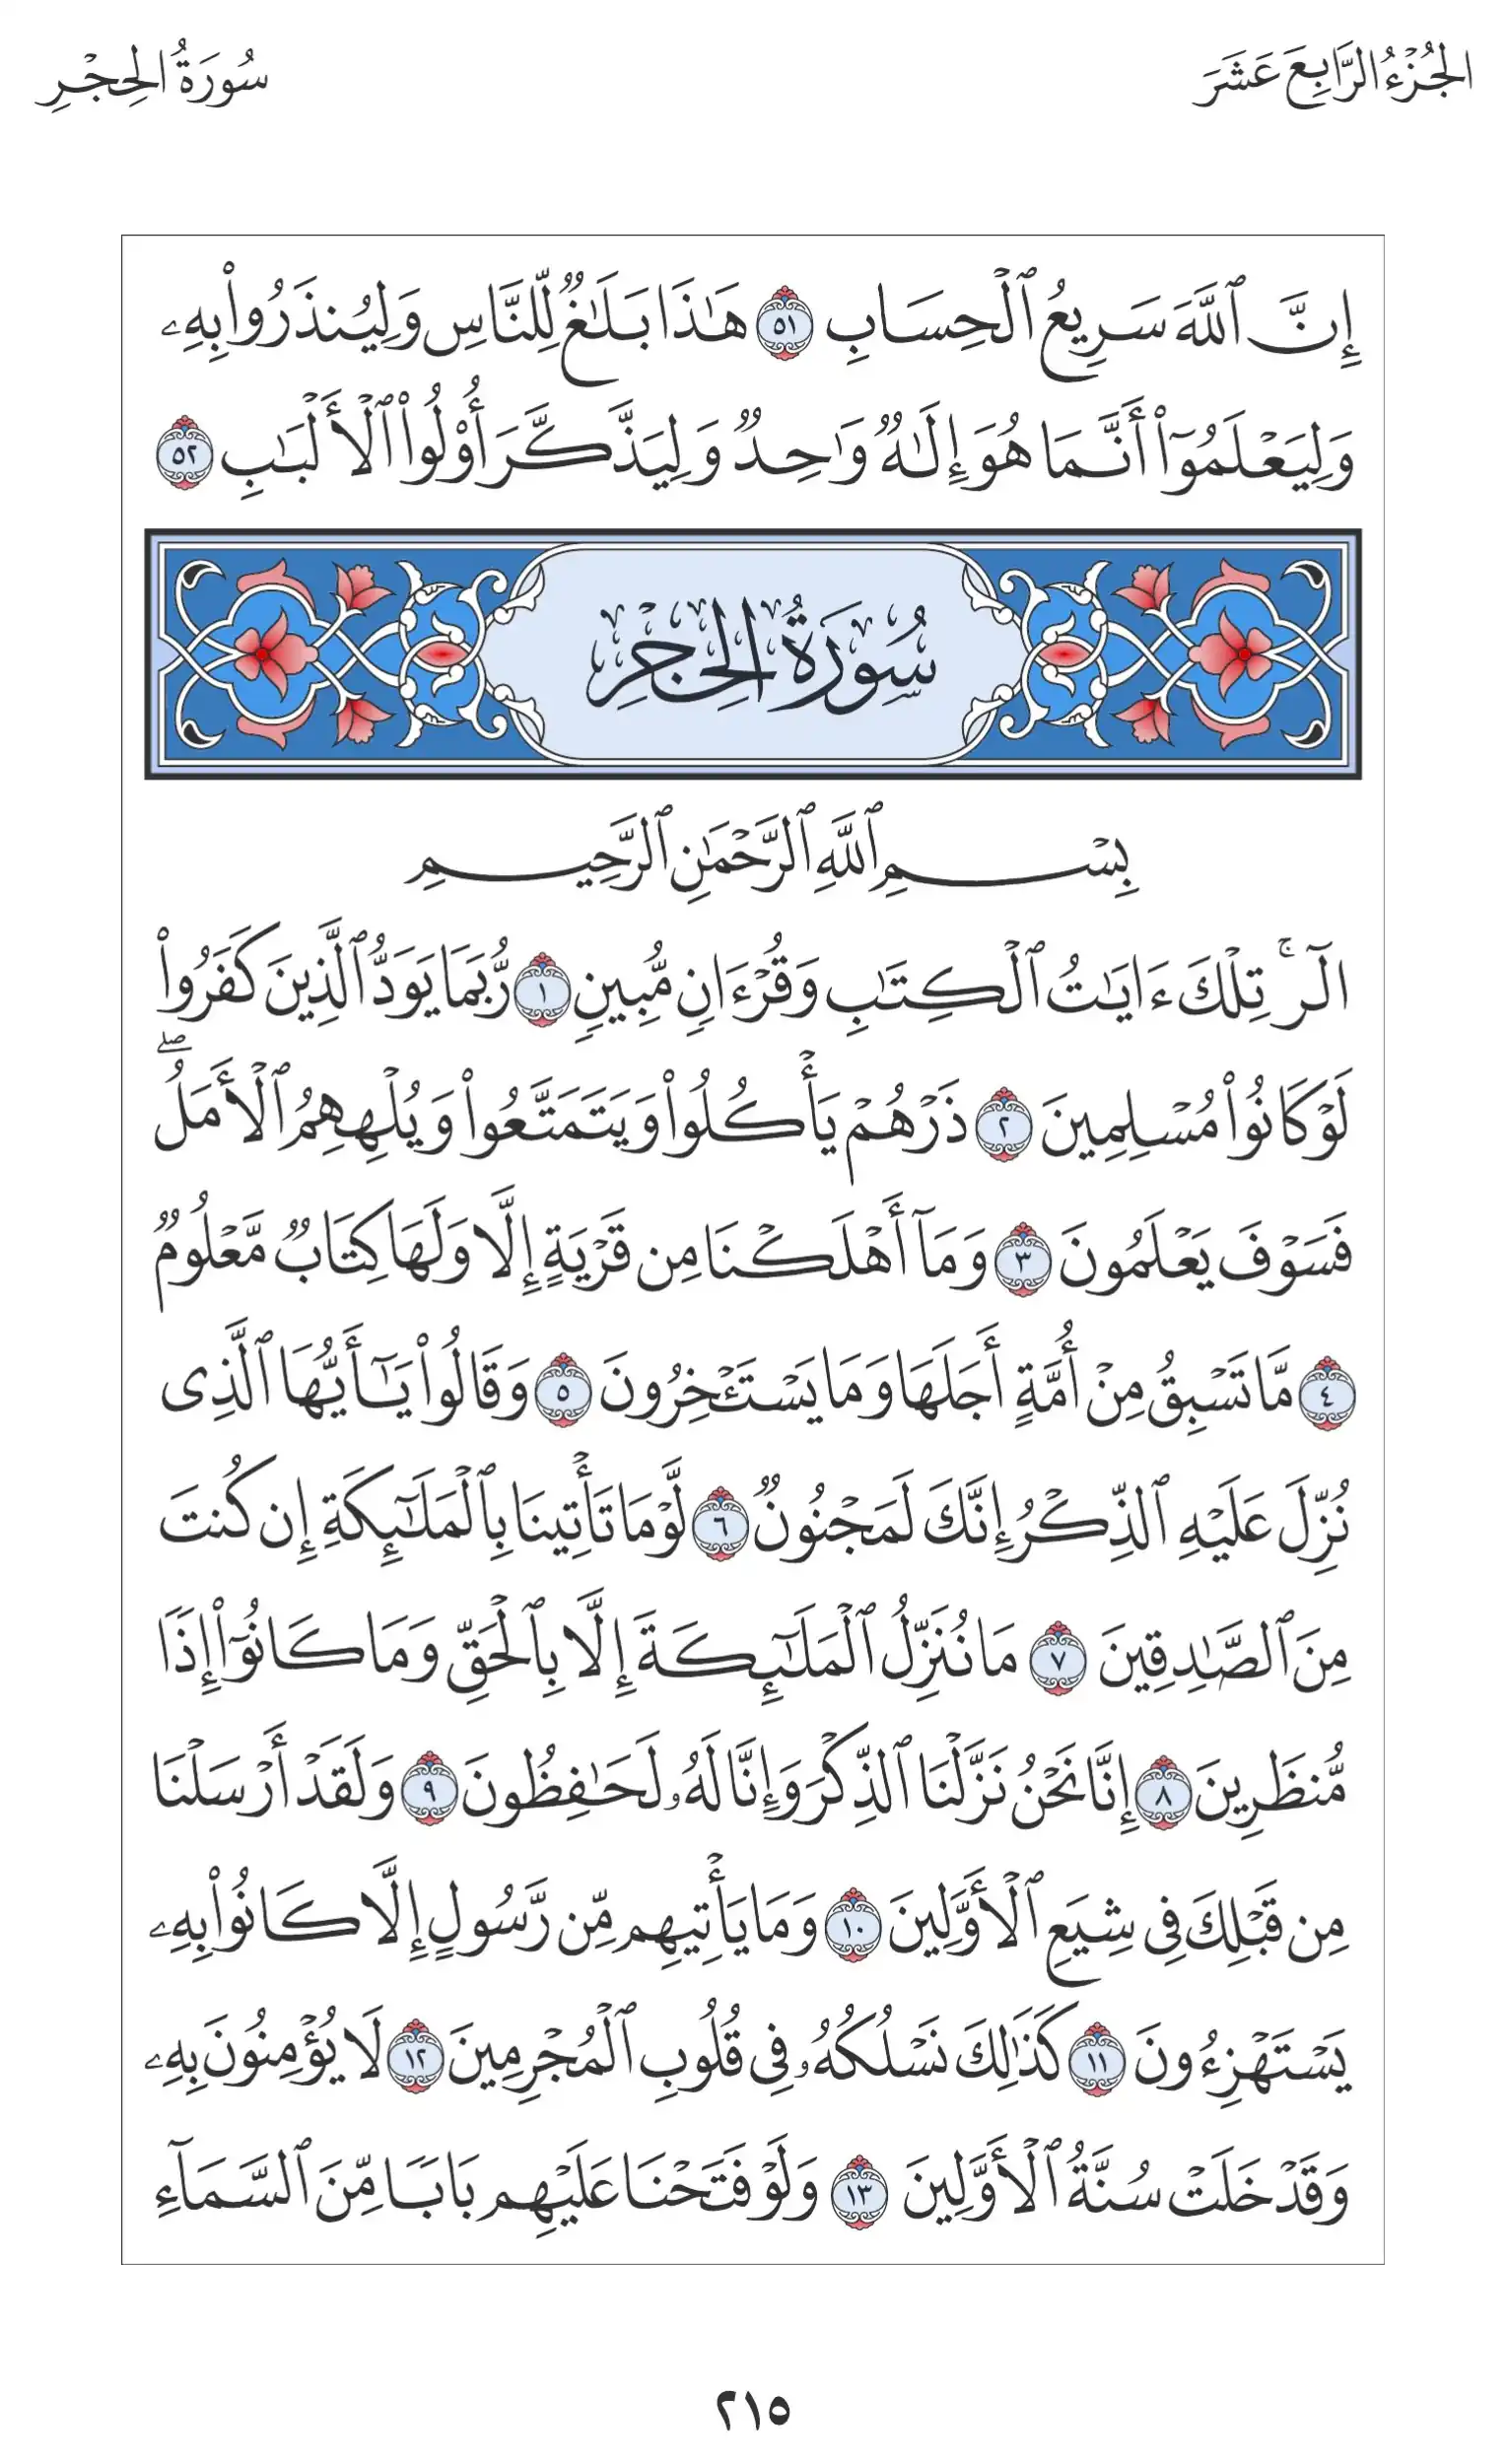 الجُزْءُ الرَّابِعَ عَشَرَ
سُورَةُ الحِجْرِ
إِنَّ ٱللَّهَ سَرِيعُ ٱلْحِسَابِ ٥١ هَٰذَا بَلَٰغٌ لِّلنَّاسِ وَلِيُنذَرُوا۟ بِهِۦ
وَلِيَعْلَمُوٓا۟ أَنَّمَا هُوَ إِلَٰهٌ وَٰحِدٌ وَلِيَذَّكَّرَ أُو۟لُوا۟ ٱلْأَلْبَٰبِ ٥٢
سُورَةُ الحِجْرِ
بِسْمِ ٱللَّهِ ٱلرَّحْمَٰنِ ٱلرَّحِيمِ
الٓرۚ تِلْكَ ءَايَٰتُ ٱلْكِتَٰبِ وَقُرْءَانٍ مُّبِينٍ ١ رُّبَمَا يَوَدُّ ٱلَّذِينَ كَفَرُوا۟
لَوْ كَانُوا۟ مُسْلِمِينَ ٢ ذَرْهُمْ يَأْكُلُوا۟ وَيَتَمَتَّعُوا۟ وَيُلْهِهِمُ ٱلْأَمَلُۖ
فَسَوْفَ يَعْلَمُونَ ٣ وَمَآ أَهْلَكْنَا مِن قَرْيَةٍ إِلَّا وَلَهَا كِتَابٌ مَّعْلُومٌ
٤ مَّا تَسْبِقُ مِنْ أُمَّةٍ أَجَلَهَا وَمَا يَسْتَـْٔخِرُونَ ٥ وَقَالُوا۟ يَٰٓأَيُّهَا ٱلَّذِى
نُزِّلَ عَلَيْهِ ٱلذِّكْرُ إِنَّكَ لَمَجْنُونٌ ٦ لَّوْ مَا تَأْتِينَا بِٱلْمَلَٰٓئِكَةِ إِن كُنتَ
مِنَ ٱلصَّٰدِقِينَ ٧ مَا نُنَزِّلُ ٱلْمَلَٰٓئِكَةَ إِلَّا بِٱلْحَقِّ وَمَا كَانُوٓا۟ إِذًا
مُّنظَرِينَ ٨ إِنَّا نَحْنُ نَزَّلْنَا ٱلذِّكْرَ وَإِنَّا لَهُۥ لَحَٰفِظُونَ ٩ وَلَقَدْ أَرْسَلْنَا
مِن قَبْلِكَ فِى شِيَعِ ٱلْأَوَّلِينَ ١٠ وَمَا يَأْتِيهِم مِّن رَّسُولٍ إِلَّا كَانُوا۟ بِهِۦ
يَسْتَهْزِءُونَ ١١ كَذَٰلِكَ نَسْلُكُهُۥ فِى قُلُوبِ ٱلْمُجْرِمِينَ ١٢ لَا يُؤْمِنُونَ بِهِۦ
وَقَدْ خَلَتْ سُنَّةُ ٱلْأَوَّلِينَ ١٣ وَلَوْ فَتَحْنَا عَلَيْهِم بَابًا مِّنَ ٱلسَّمَآءِ
٢١٥